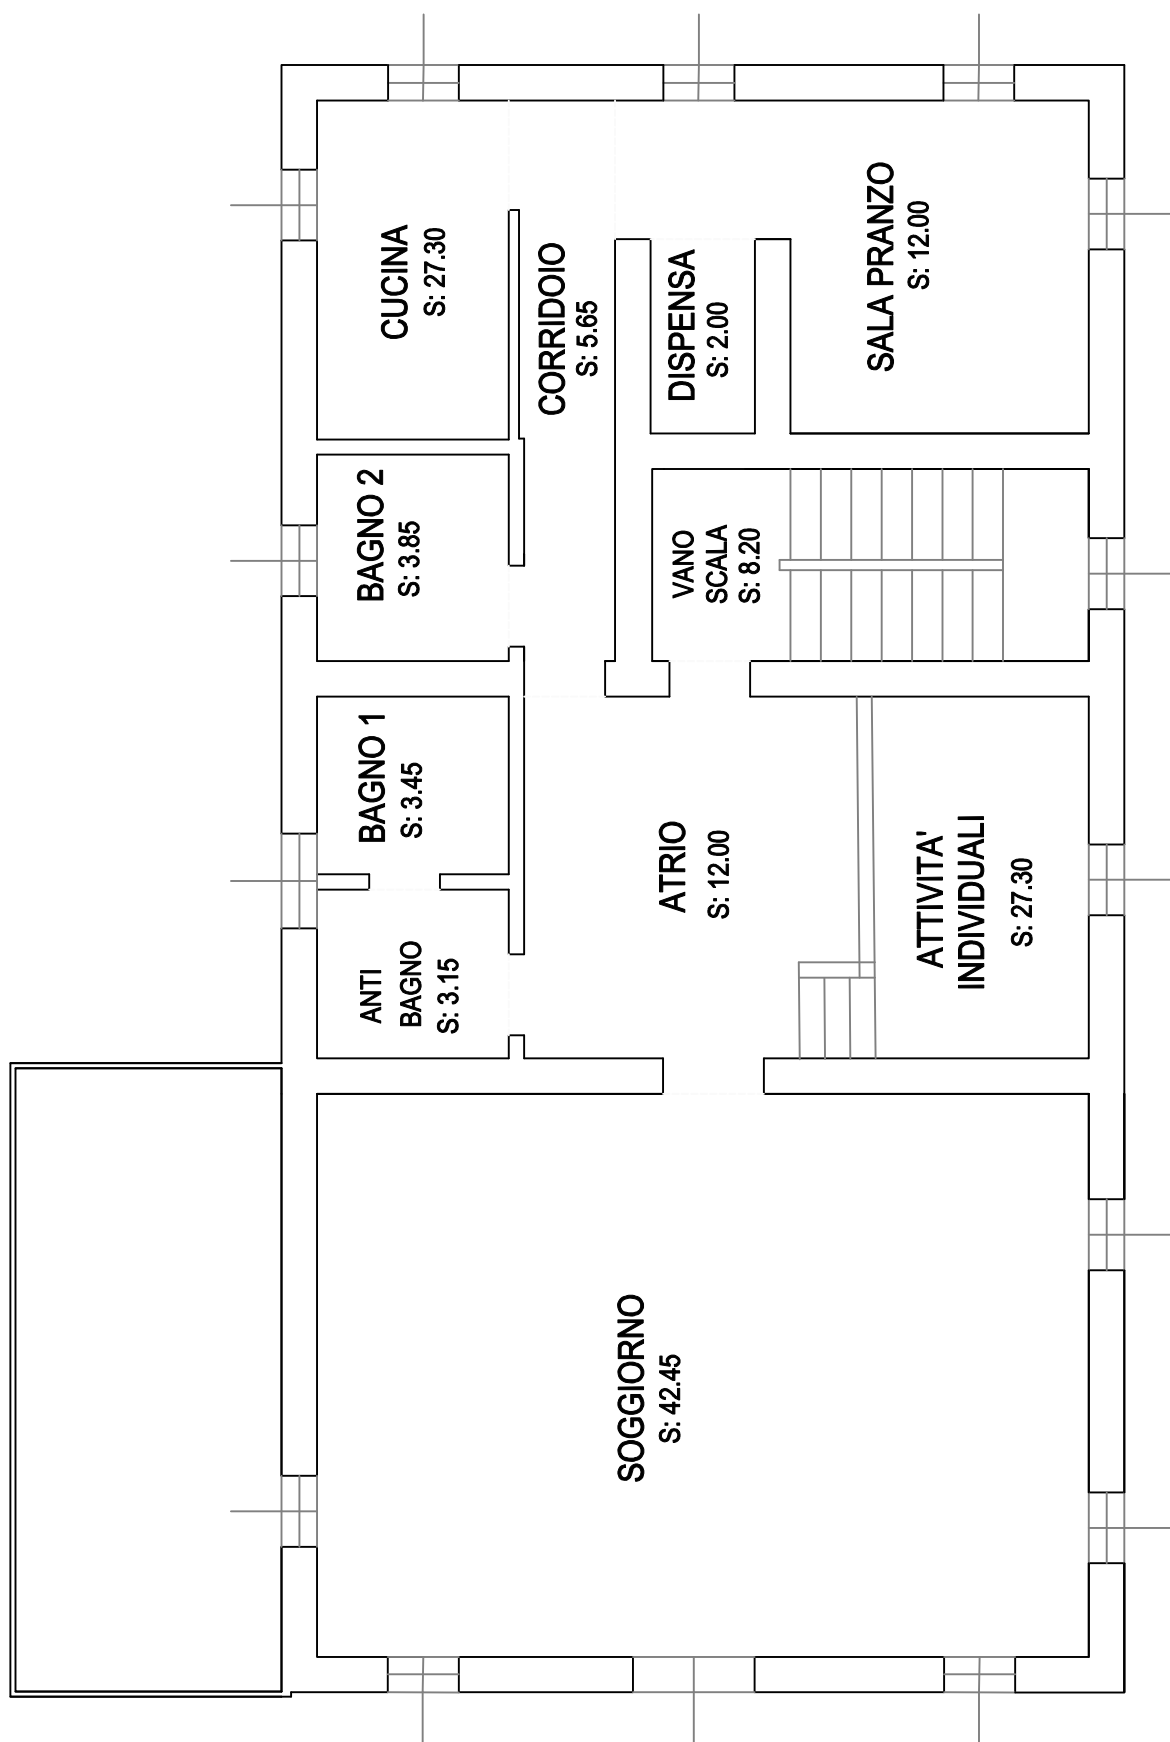 CUCINA
S: 27.30
CORRIDOIO
S: 5.65
DISPENSA
S: 2.00
SALA PRANZO
S: 12.00
BAGNO 2
S: 3.85
VANO
SCALA
S: 8.20
BAGNO 1
S: 3.45
ATRIO
S: 12.00
ATTIVITA'
INDIVIDUALI
S: 27.30
ANTI
BAGNO
S: 3.15
SOGGIORNO
S: 42.45